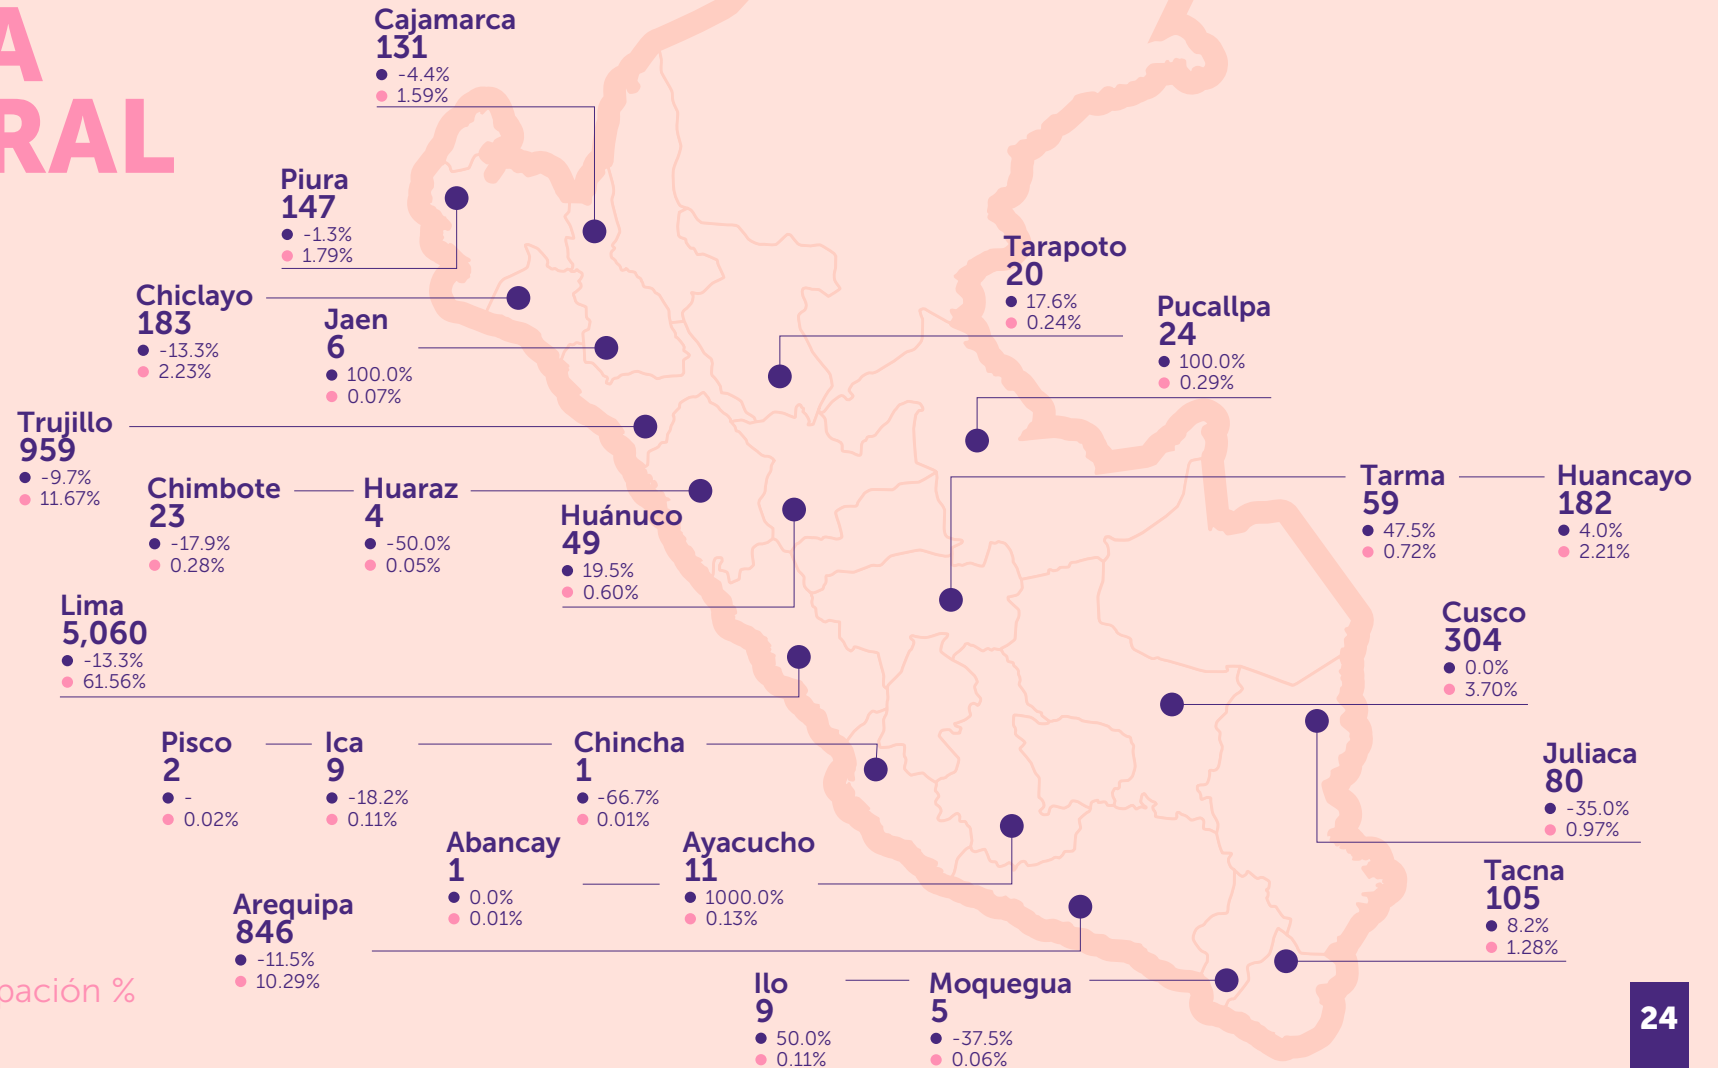 A
RAL
Cajamarca
131
-4.4%
1.59%
Piura
147
-1.3%
1.79%
Chiclayo
183
-13.3%
2.23%
Jaen
6
100.0%
0.07%
Tarapoto
20
17.6%
0.24%
Pucallpa
24
100.0%
0.29%
Trujillo
959
-9.7%
11.67%
Chimbote
23
-17.9%
0.28%
Huaraz
4
-50.0%
0.05%
Huánuco
49
19.5%
0.60%
Tarma
59
47.5%
0.72%
Huancayo
182
4.0%
2.21%
Lima
5,060
-13.3%
61.56%
Cusco
304
0.0%
3.70%
Pisco
2
-
0.02%
Ica
9
-18.2%
0.11%
Chincha
1
-66.7%
0.01%
Juliaca
80
-35.0%
0.97%
Abancay
1
0.0%
0.01%
Ayacucho
11
1000.0%
0.13%
Tacna
105
8.2%
1.28%
Arequipa
846
-11.5%
10.29%
Ilo
9
50.0%
0.11%
Moquegua
5
-37.5%
0.06%
pación %
24